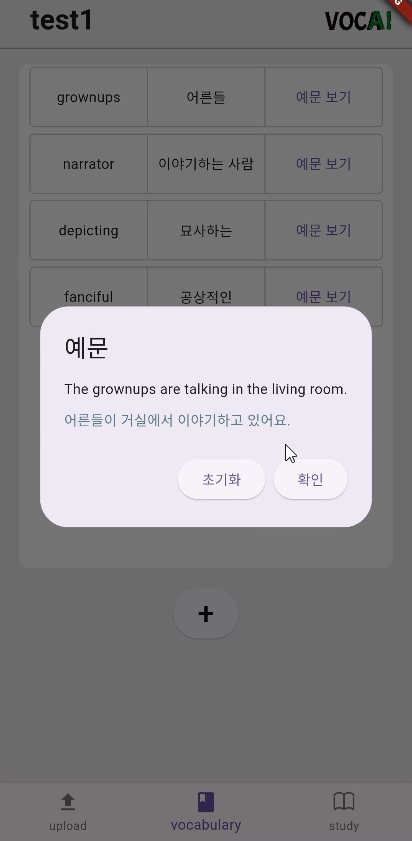 test1
VOCAI
G
grownups 어른들 예문 보기
narrator 이야기하는 사람 예문 보기
depicting 묘사하는 예문 보기
fanciful 공상적인 예문 보기
예문
The grownups are talking in the living room.
어른들이 거실에서 이야기하고 있어요.
초기화 확인
+
upload vocabulary study